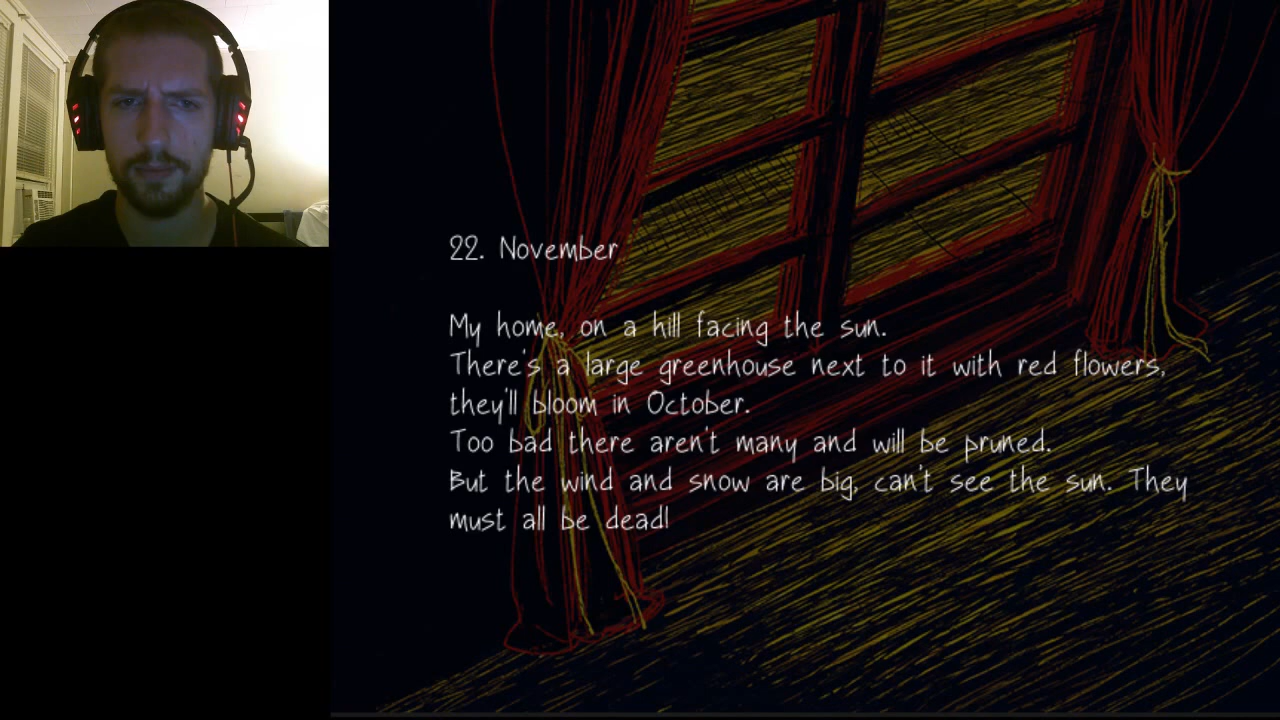 22. November
My home, on a hill facing the sun.
There's a large greenhouse next to it with red flowers,
they'll bloom in October.
Too bad there aren't many and will be pruned.
But the wind and snow are big, can't see the sun. They
must all be dead!